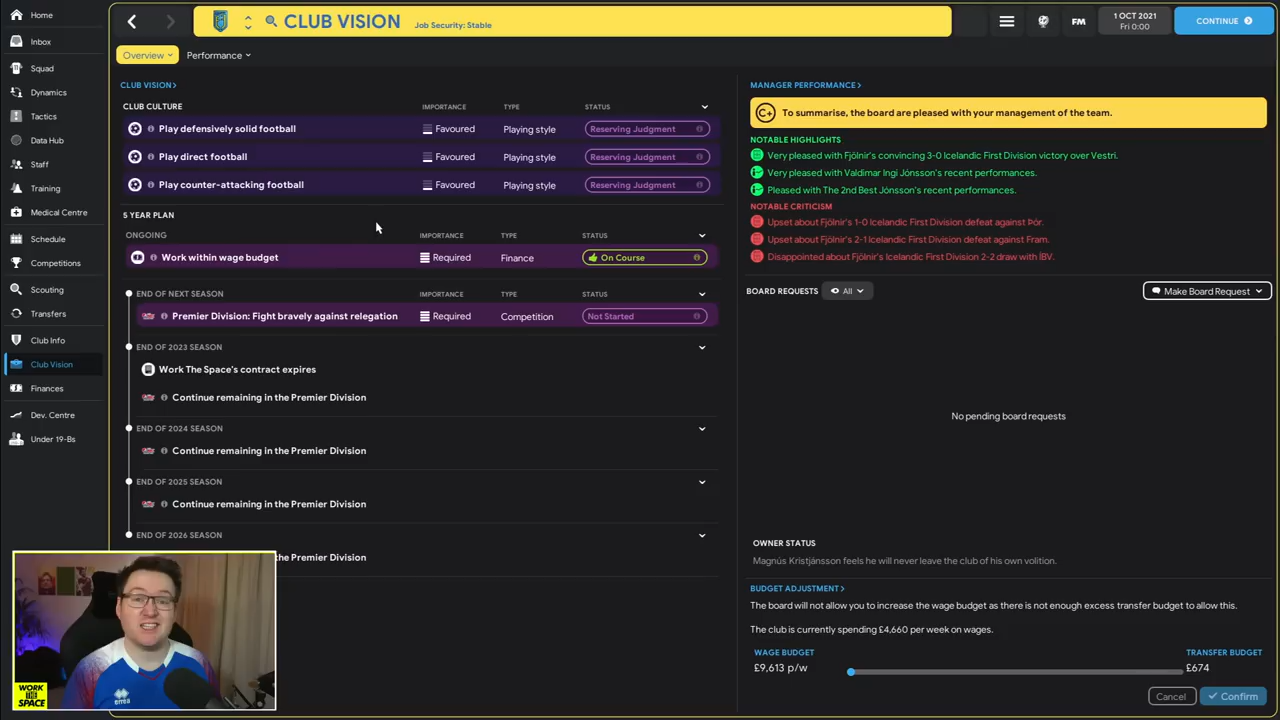 Home
Inbox
Squad
Dynamics
Tactics
Data Hub
Staff
Training
Medical Centre
Schedule
Competitions
Scouting
Transfers
Club Info
Club Vision
Finances
Dev. Centre
Under 19-Bs
CLUB VISION
Job Security: Stable
FM
1 OCT 2021
Fri 0:00
CONTINUE
Overview
Performance
CLUB VISION>
CLUB CULTURE IMPORTANCE TYPE STATUS
Play defensively solid football Favoured Playing style Reserving Judgment
Play direct football Favoured Playing style Reserving Judgment
Play counter-attacking football Favoured Playing style Reserving Judgment
5 YEAR PLAN
ONGOING IMPORTANCE TYPE STATUS
Work within wage budget Required Finance On Course
END OF NEXT SEASON IMPORTANCE TYPE STATUS
Premier Division: Fight bravely against relegation Required Competition Not Started
END OF 2023 SEASON
Work The Space's contract expires
Continue remaining in the Premier Division
END OF 2024 SEASON
Continue remaining in the Premier Division
END OF 2025 SEASON
Continue remaining in the Premier Division
END OF 2026 SEASON
the Premier Division
MANAGER PERFORMANCE>
C+ To summarise, the board are pleased with your management of the team.
NOTABLE HIGHLIGHTS
Very pleased with Fjölnir's convincing 3-0 Icelandic First Division victory over Vestri.
Very pleased with Valdimar Ingi Jónsson's recent performances.
Pleased with The 2nd Best Jónsson's recent performances.
NOTABLE CRITICISM
Upset about Fjölnir's 1-0 Icelandic First Division defeat against Þór.
Upset about Fjölnir's 2-1 Icelandic First Division defeat against Fram.
Disappointed about Fjölnir's Icelandic First Division 2-2 draw with ÍBV.
BOARD REQUESTS All Make Board Request
No pending board requests
OWNER STATUS
Magnús Kristjánsson feels he will never leave the club of his own volition.
BUDGET ADJUSTMENT>
The board will not allow you to increase the wage budget as there is not enough excess transfer budget to allow this.
The club is currently spending £4,660 per week on wages.
WAGE BUDGET TRANSFER BUDGET
£9,613 p/w £674
Cancel Confirm
WORK
THE
SPACE
errea